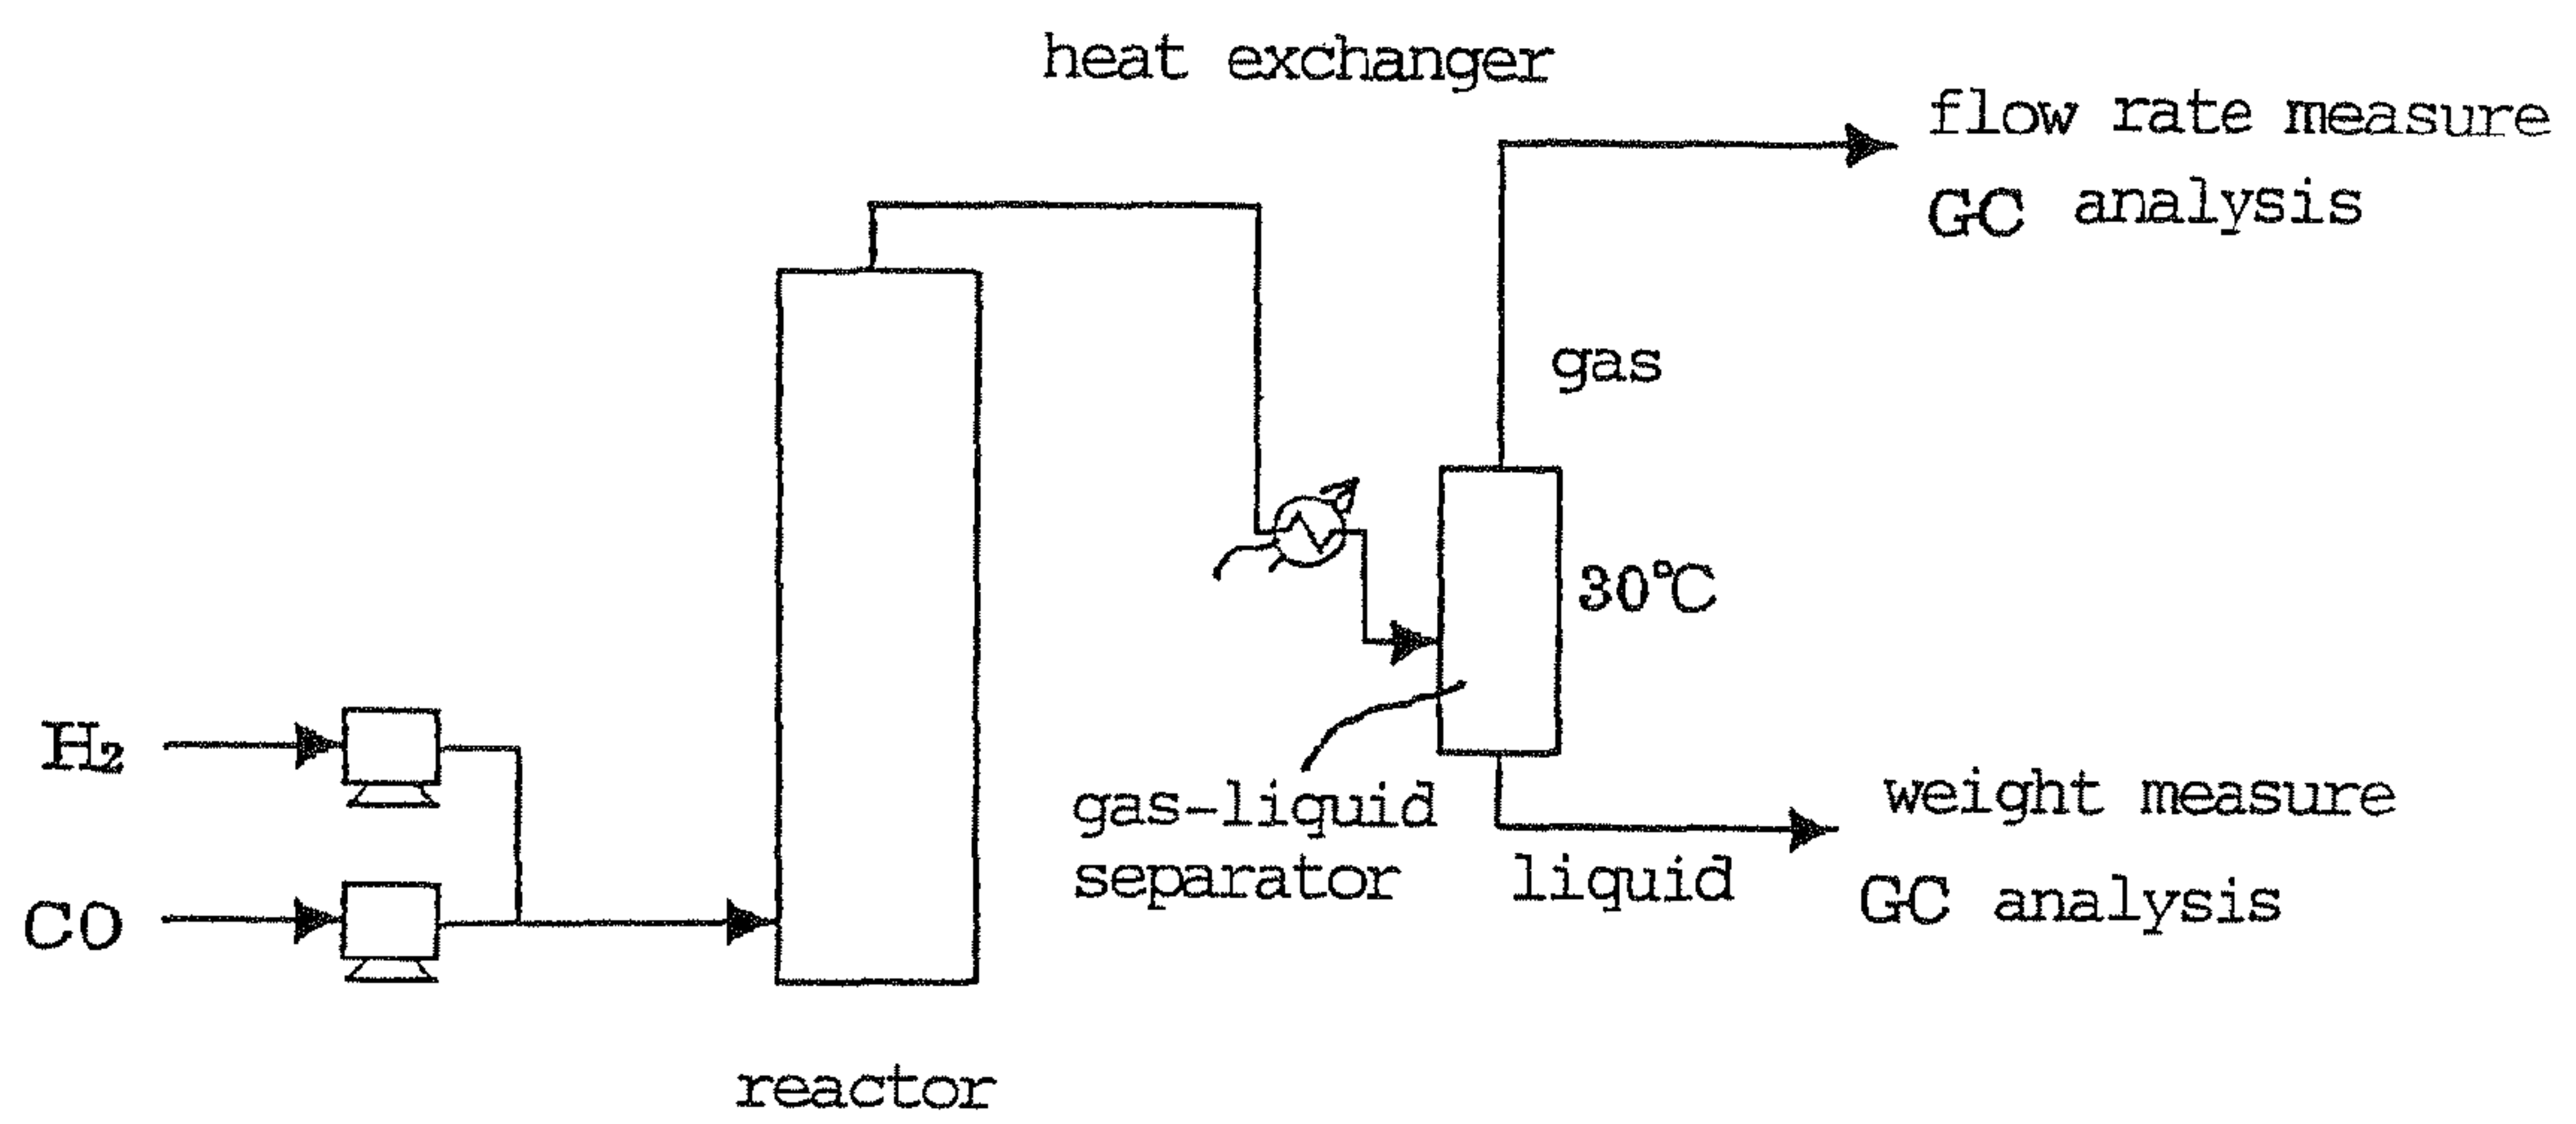 heat exchanger
flow rate measure
GC analysis
gas
30°C
H₂
CO
gas-liquid
separator
liquid
weight measure
GC analysis
reactor